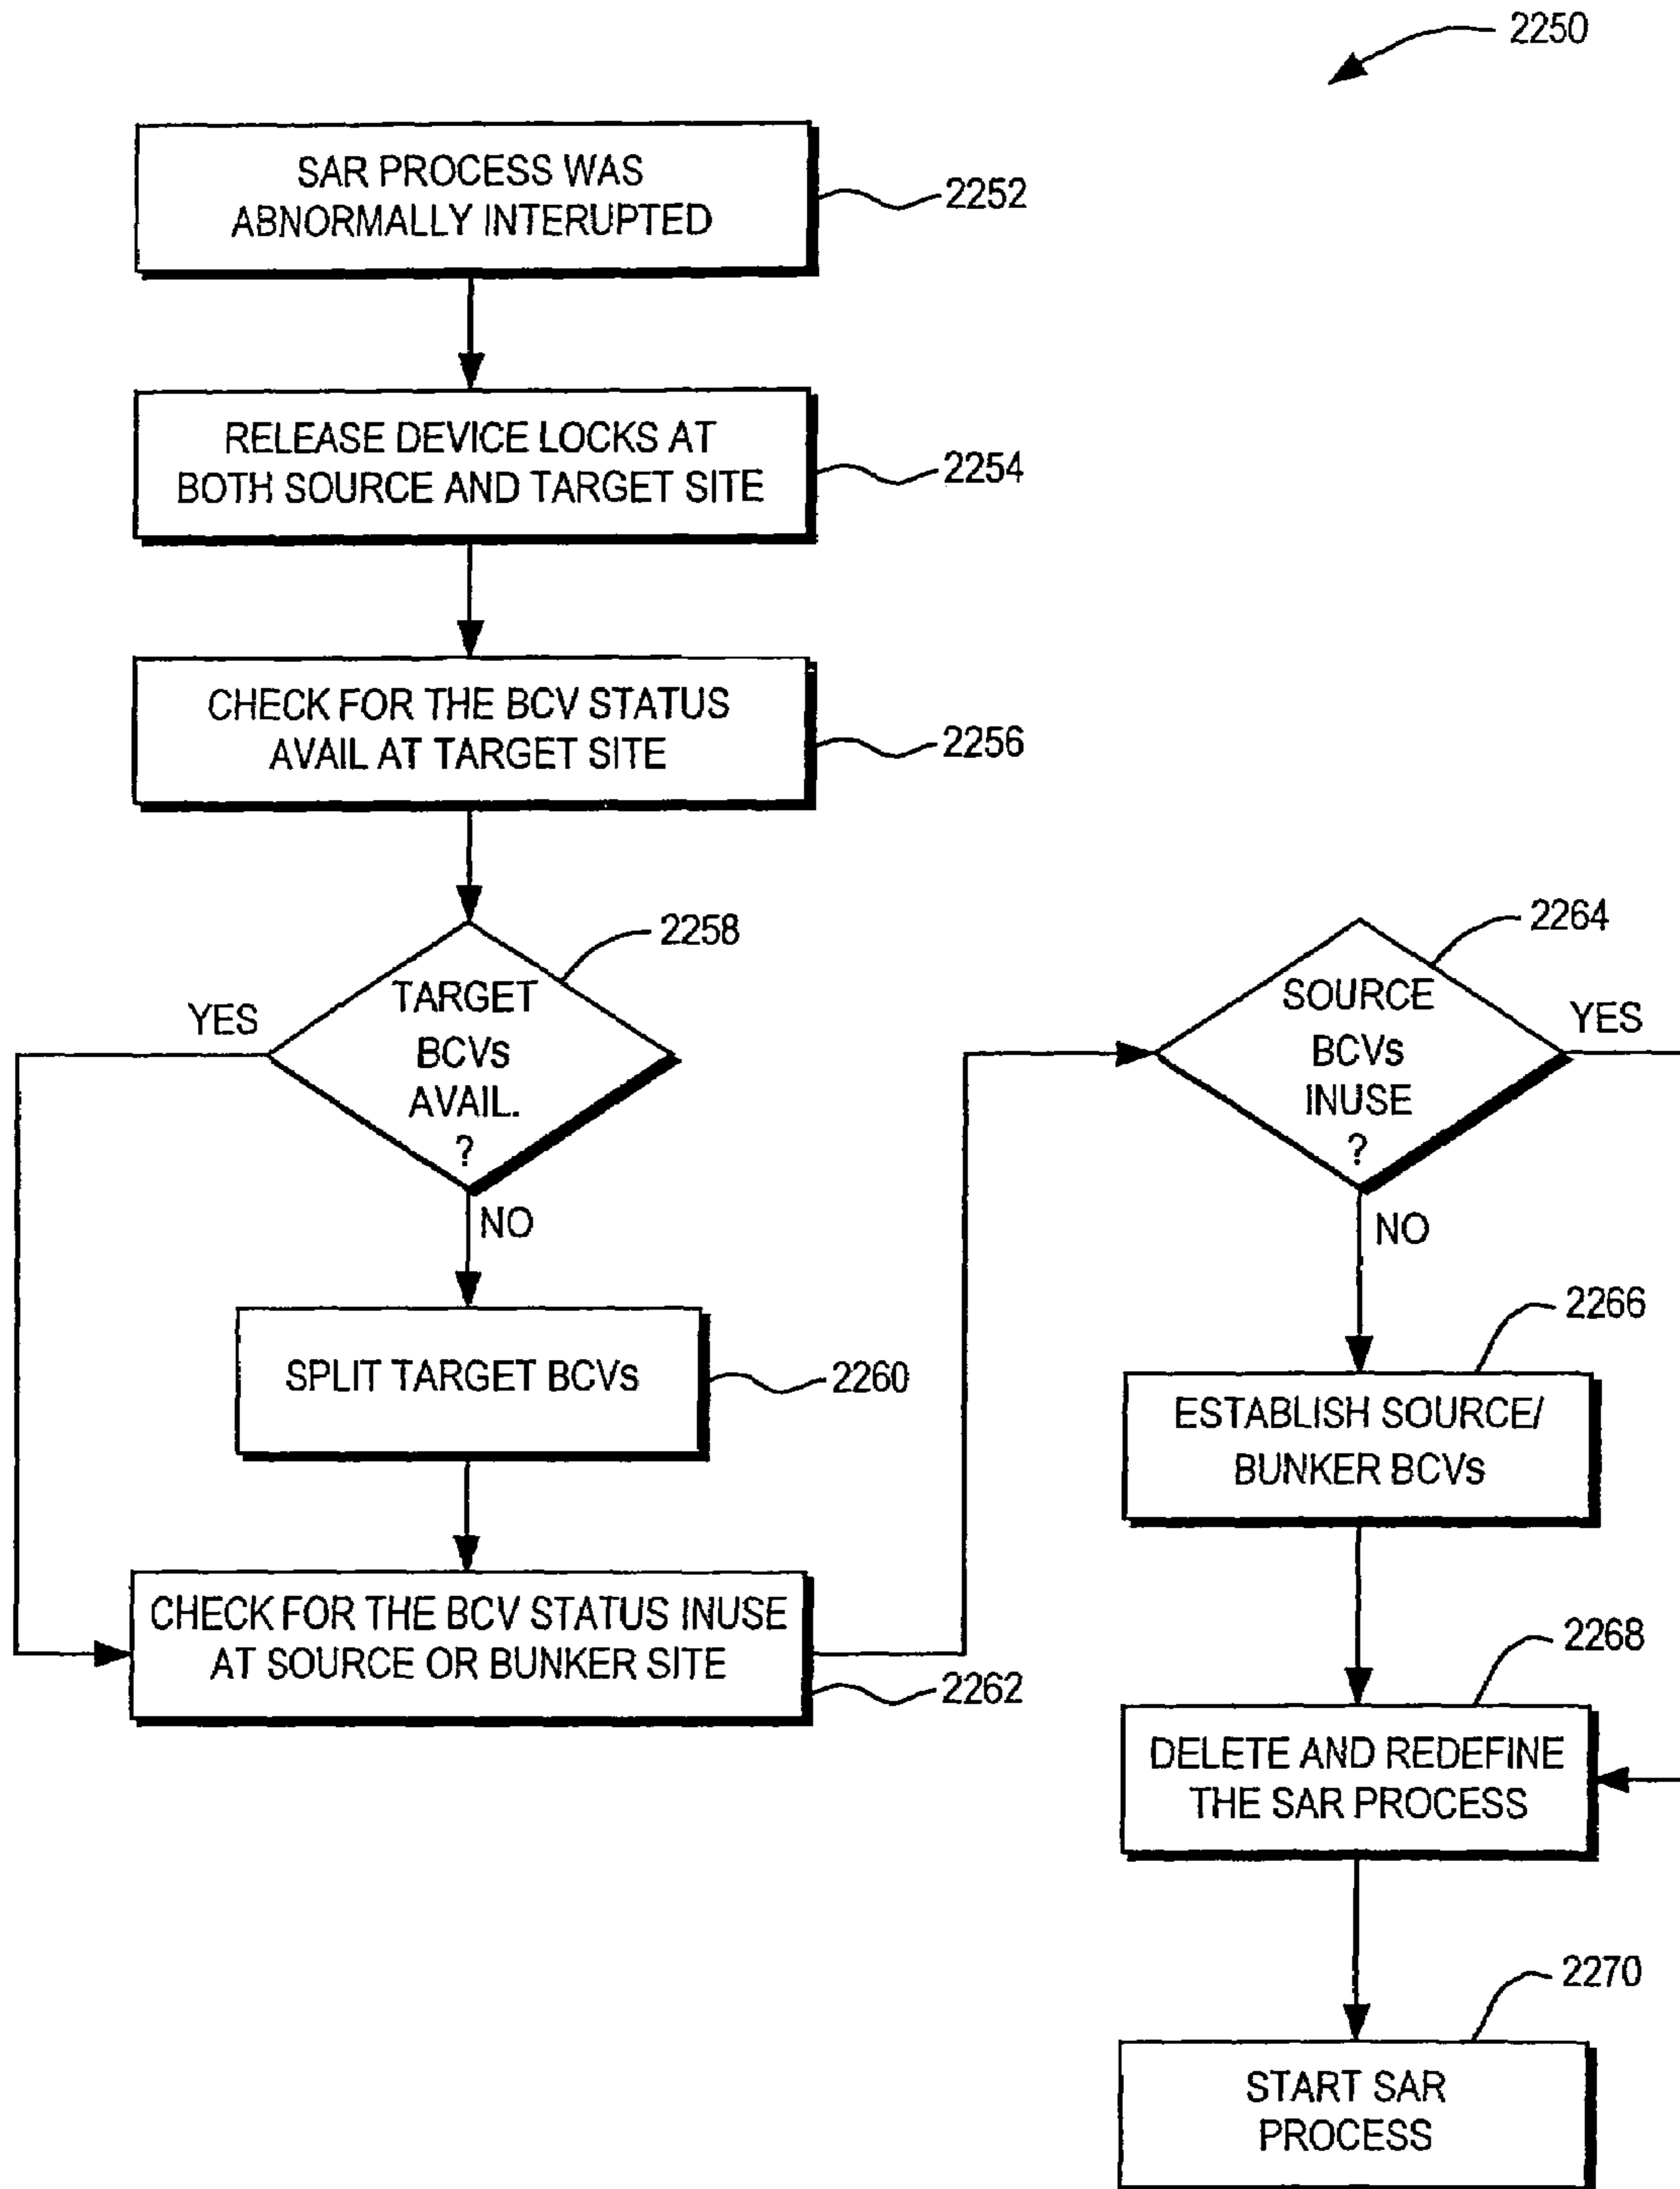 2250
SAR PROCESS WAS
ABNORMALLY INTERUPTED
2252
RELEASE DEVICE LOCKS AT
BOTH SOURCE AND TARGET SITE
2254
CHECK FOR THE BCV STATUS
AVAIL AT TARGET SITE
2256
2258
TARGET
BCVs
AVAIL.
?
YES
NO
SPLIT TARGET BCVs
2260
CHECK FOR THE BCV STATUS INUSE
AT SOURCE OR BUNKER SITE
2262
2264
SOURCE
BCVs
INUSE
?
YES
NO
2266
ESTABLISH SOURCE/
BUNKER BCVs
2268
DELETE AND REDEFINE
THE SAR PROCESS
2270
START SAR
PROCESS